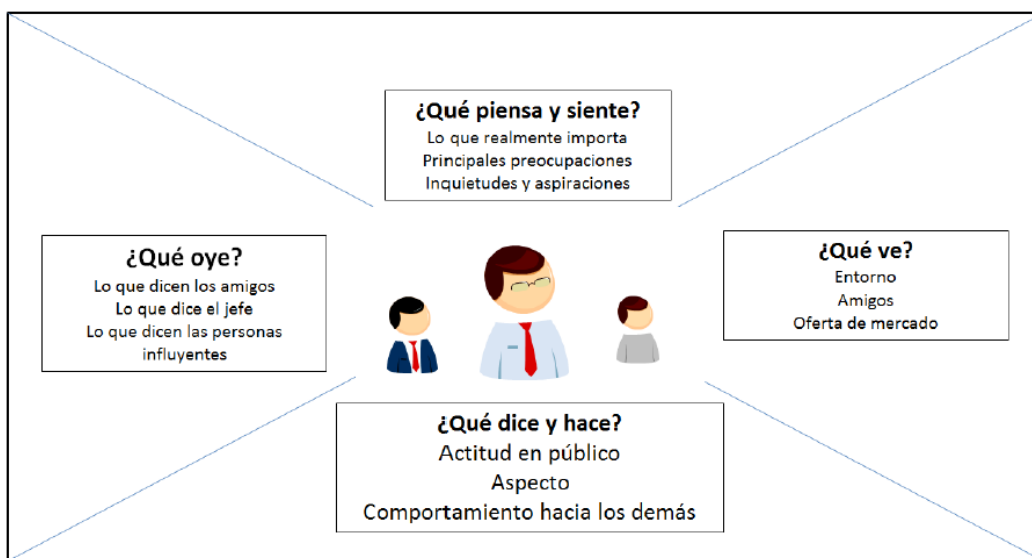 ¿Qué piensa y siente?
Lo que realmente importa
Principales preocupaciones
Inquietudes y aspiraciones
¿Qué oye?
Lo que dicen los amigos
Lo que dice el jefe
Lo que dicen las personas
influyentes
¿Qué ve?
Entorno
Amigos
Oferta de mercado
¿Qué dice y hace?
Actitud en público
Aspecto
Comportamiento hacia los demás